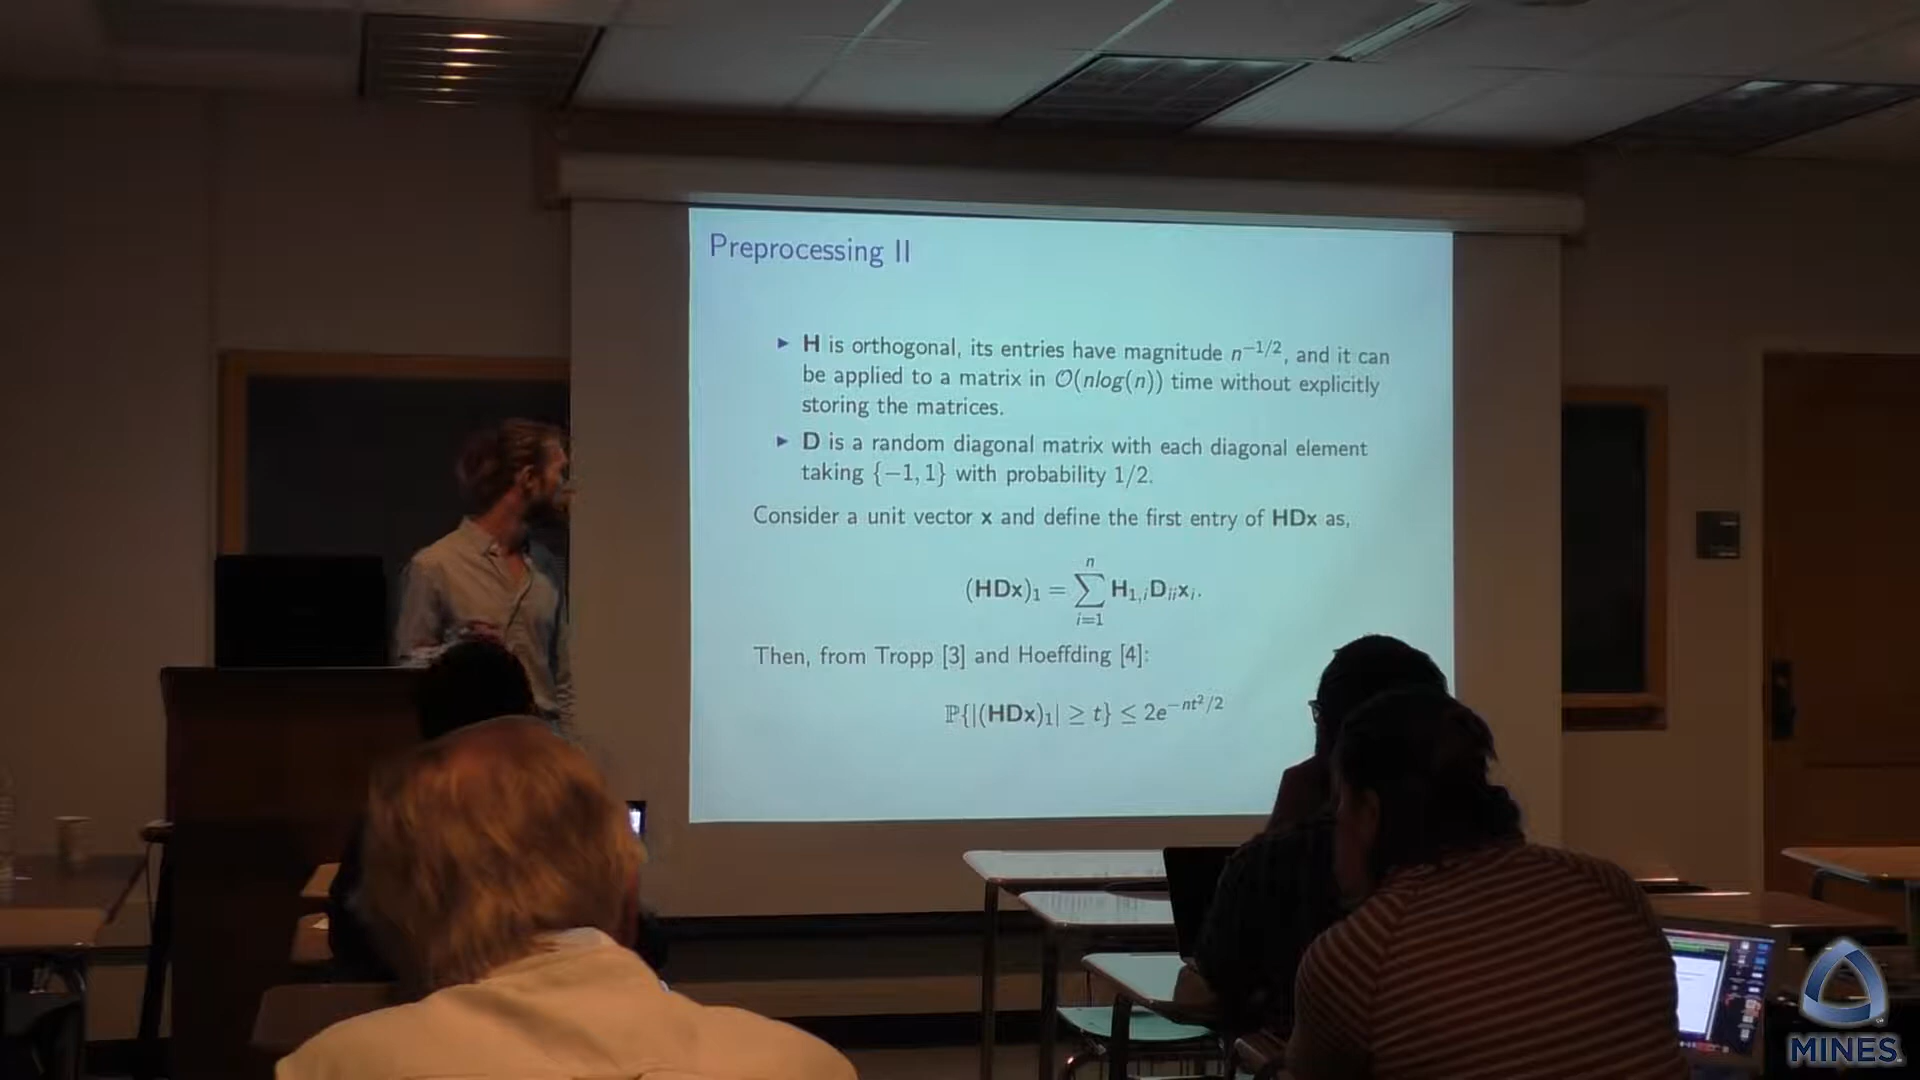 Preprocessing II
▶ H is orthogonal, its entries have magnitude n^{-1/2}, and it can
be applied to a matrix in O(nlog(n)) time without explicitly
storing the matrices.
▶ D is a random diagonal matrix with each diagonal element
taking {−1, 1} with probability 1/2.
Consider a unit vector x and define the first entry of HDx as,
(HDx)₁ = ∑_{i=1}^{n} H_{1,i}D_{ii}x_i.
Then, from Tropp [3] and Hoeffding [4]:
ℙ{|(HDx)₁| ≥ t} ≤ 2e^{−nt²/2}
MINES